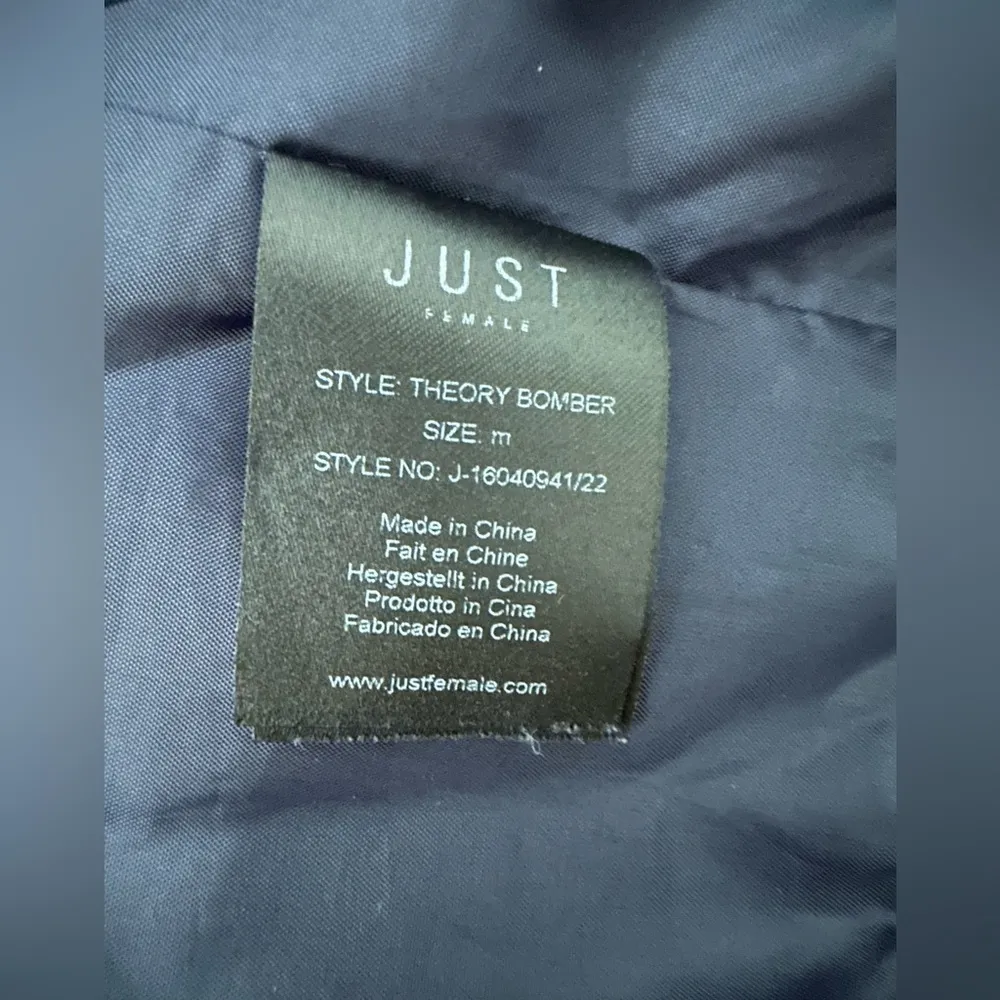 JUST
FEMALE
STYLE: THEORY BOMBER
SIZE: m
STYLE NO: J-16040941/22
Made in China
Fait en Chine
Hergestellt in China
Prodotto in Cina
Fabricado en China
www.justfemale.com